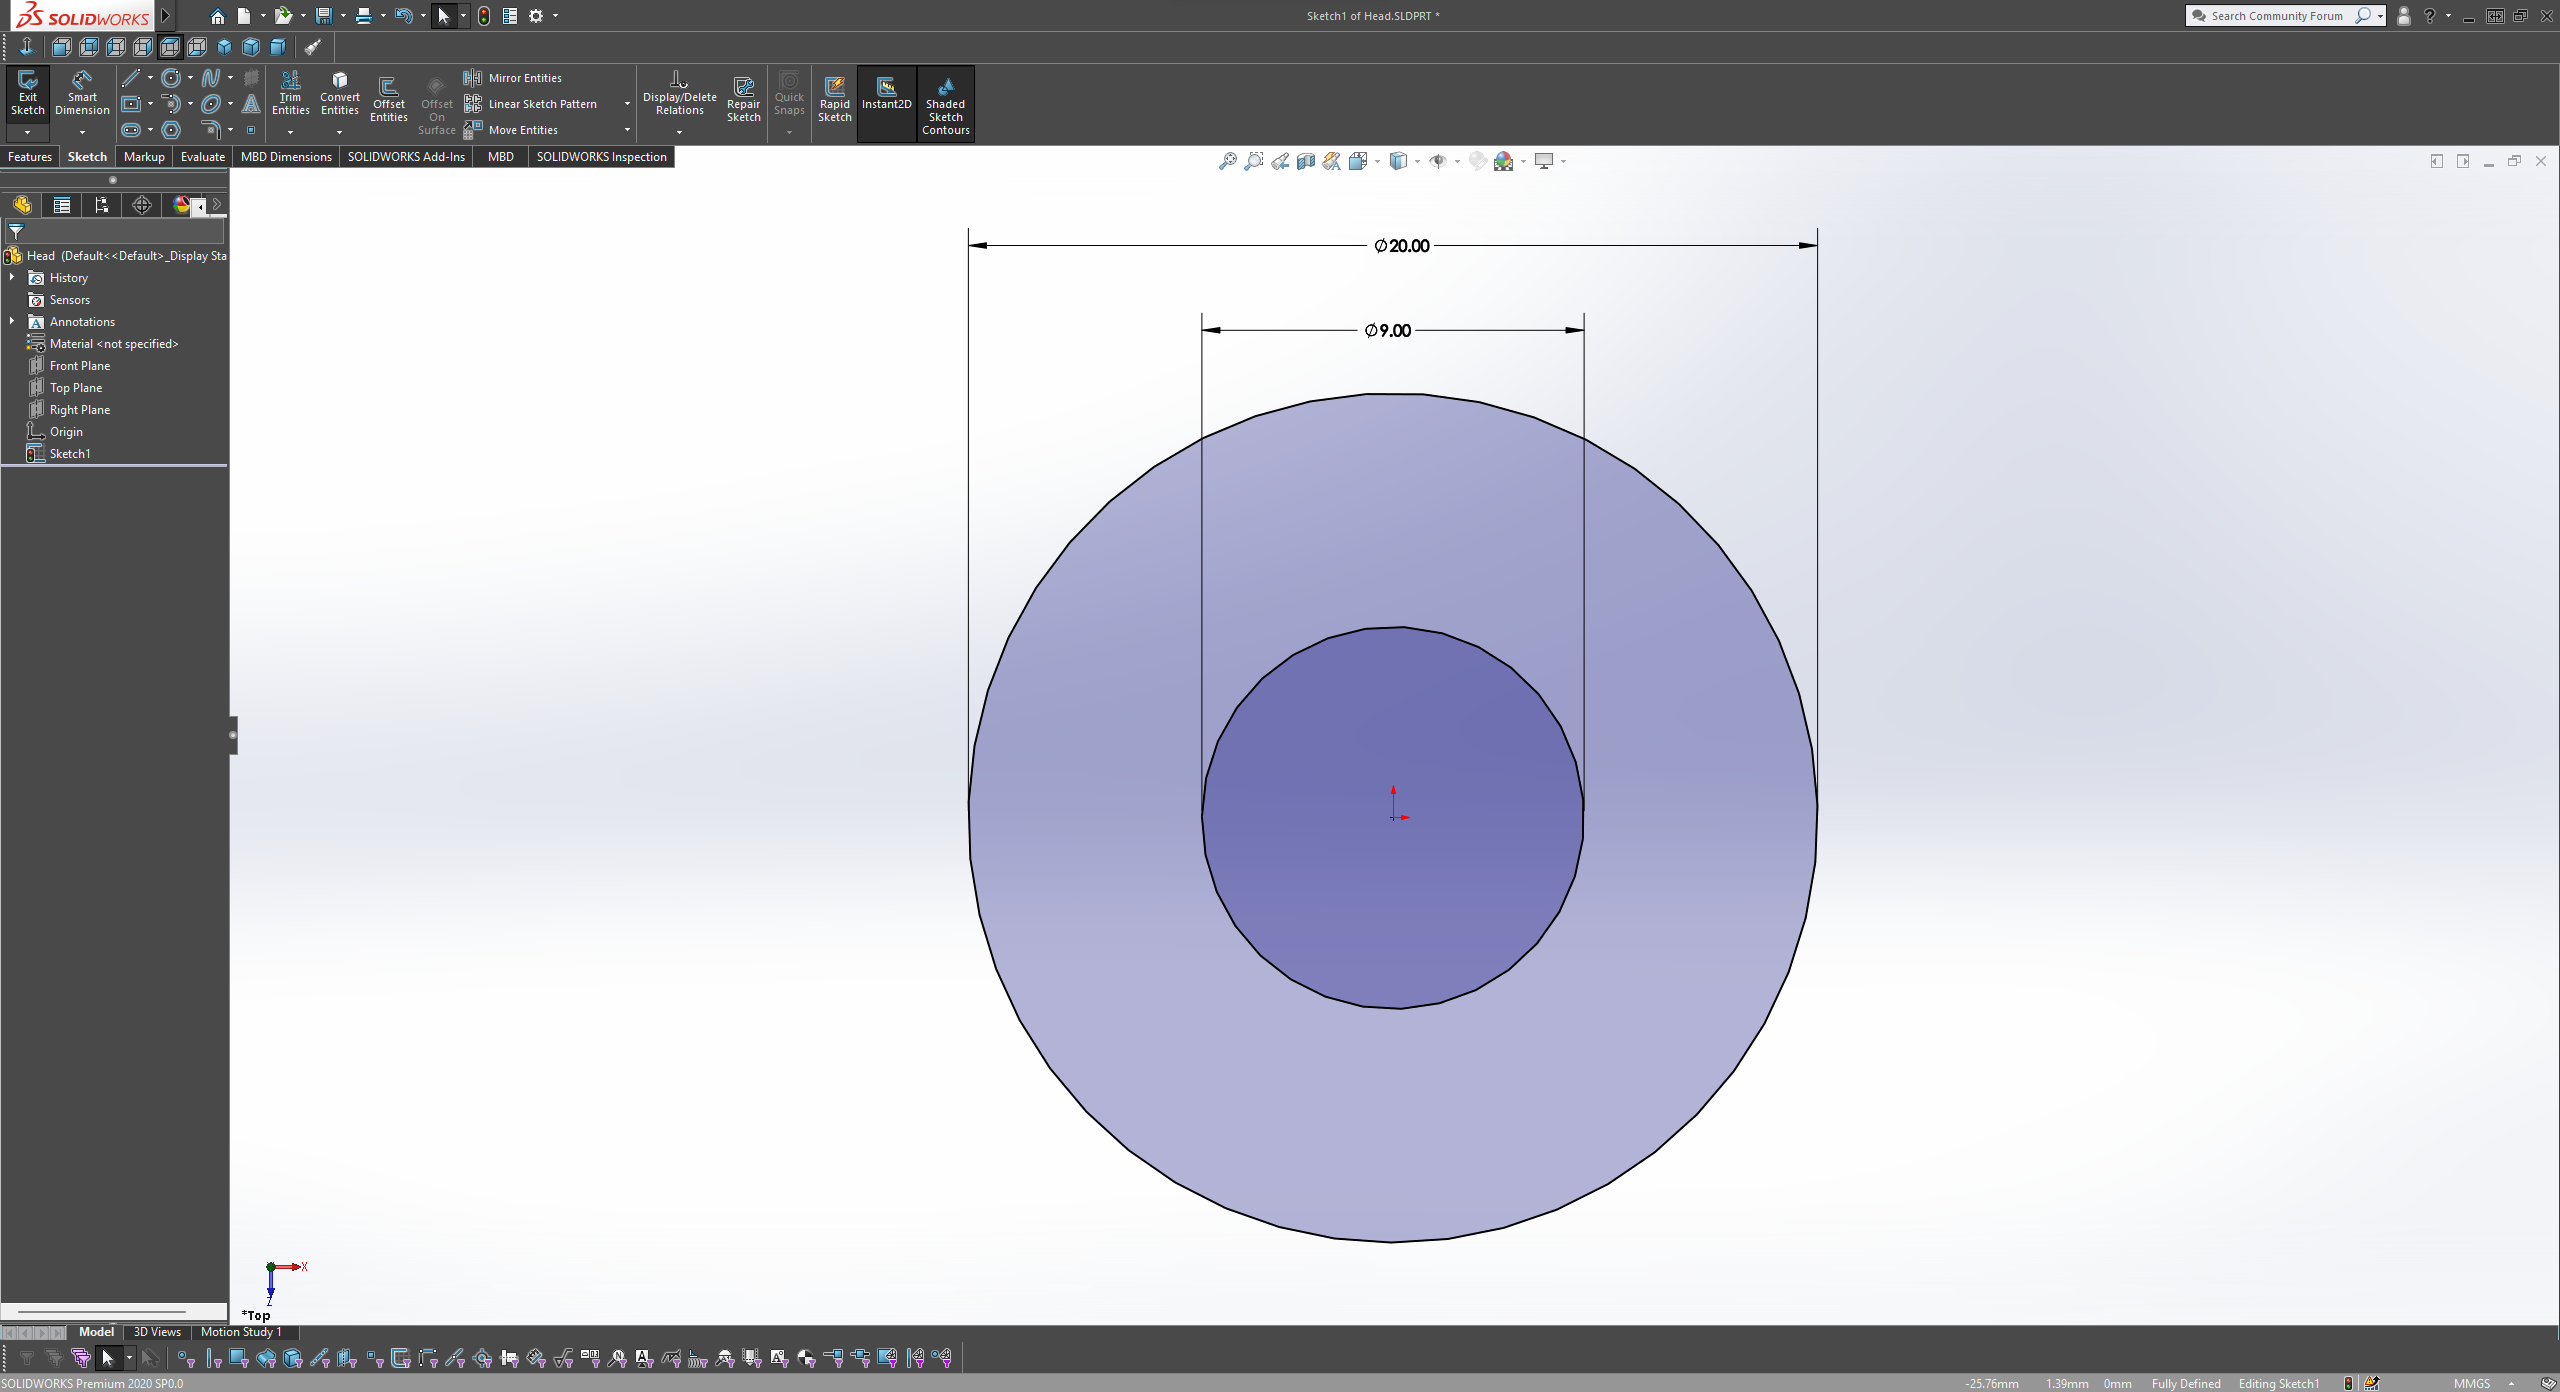 SOLIDWORKS
Sketch1 of Head.SLDPRT *
Search Community Forum
?
Exit Sketch
Smart Dimension
Trim Entities
Convert Entities
Offset Entities
Offset On Surface
Mirror Entities
Linear Sketch Pattern
Move Entities
Display/Delete Relations
Repair Sketch
Quick Snaps
Rapid Sketch
Instant2D
Shaded Sketch Contours
Features Sketch Markup Evaluate MBD Dimensions SOLIDWORKS Add-Ins MBD SOLIDWORKS Inspection
Head (Default<<Default>_Display Sta
History
Sensors
Annotations
Material <not specified>
Front Plane
Top Plane
Right Plane
Origin
Sketch1
⌀20.00
⌀9.00
X
Z
*Top
Model 3D Views Motion Study 1
SOLIDWORKS Premium 2020 SP0.0
-25.76mm 1.39mm 0mm Fully Defined Editing Sketch1 MMGS